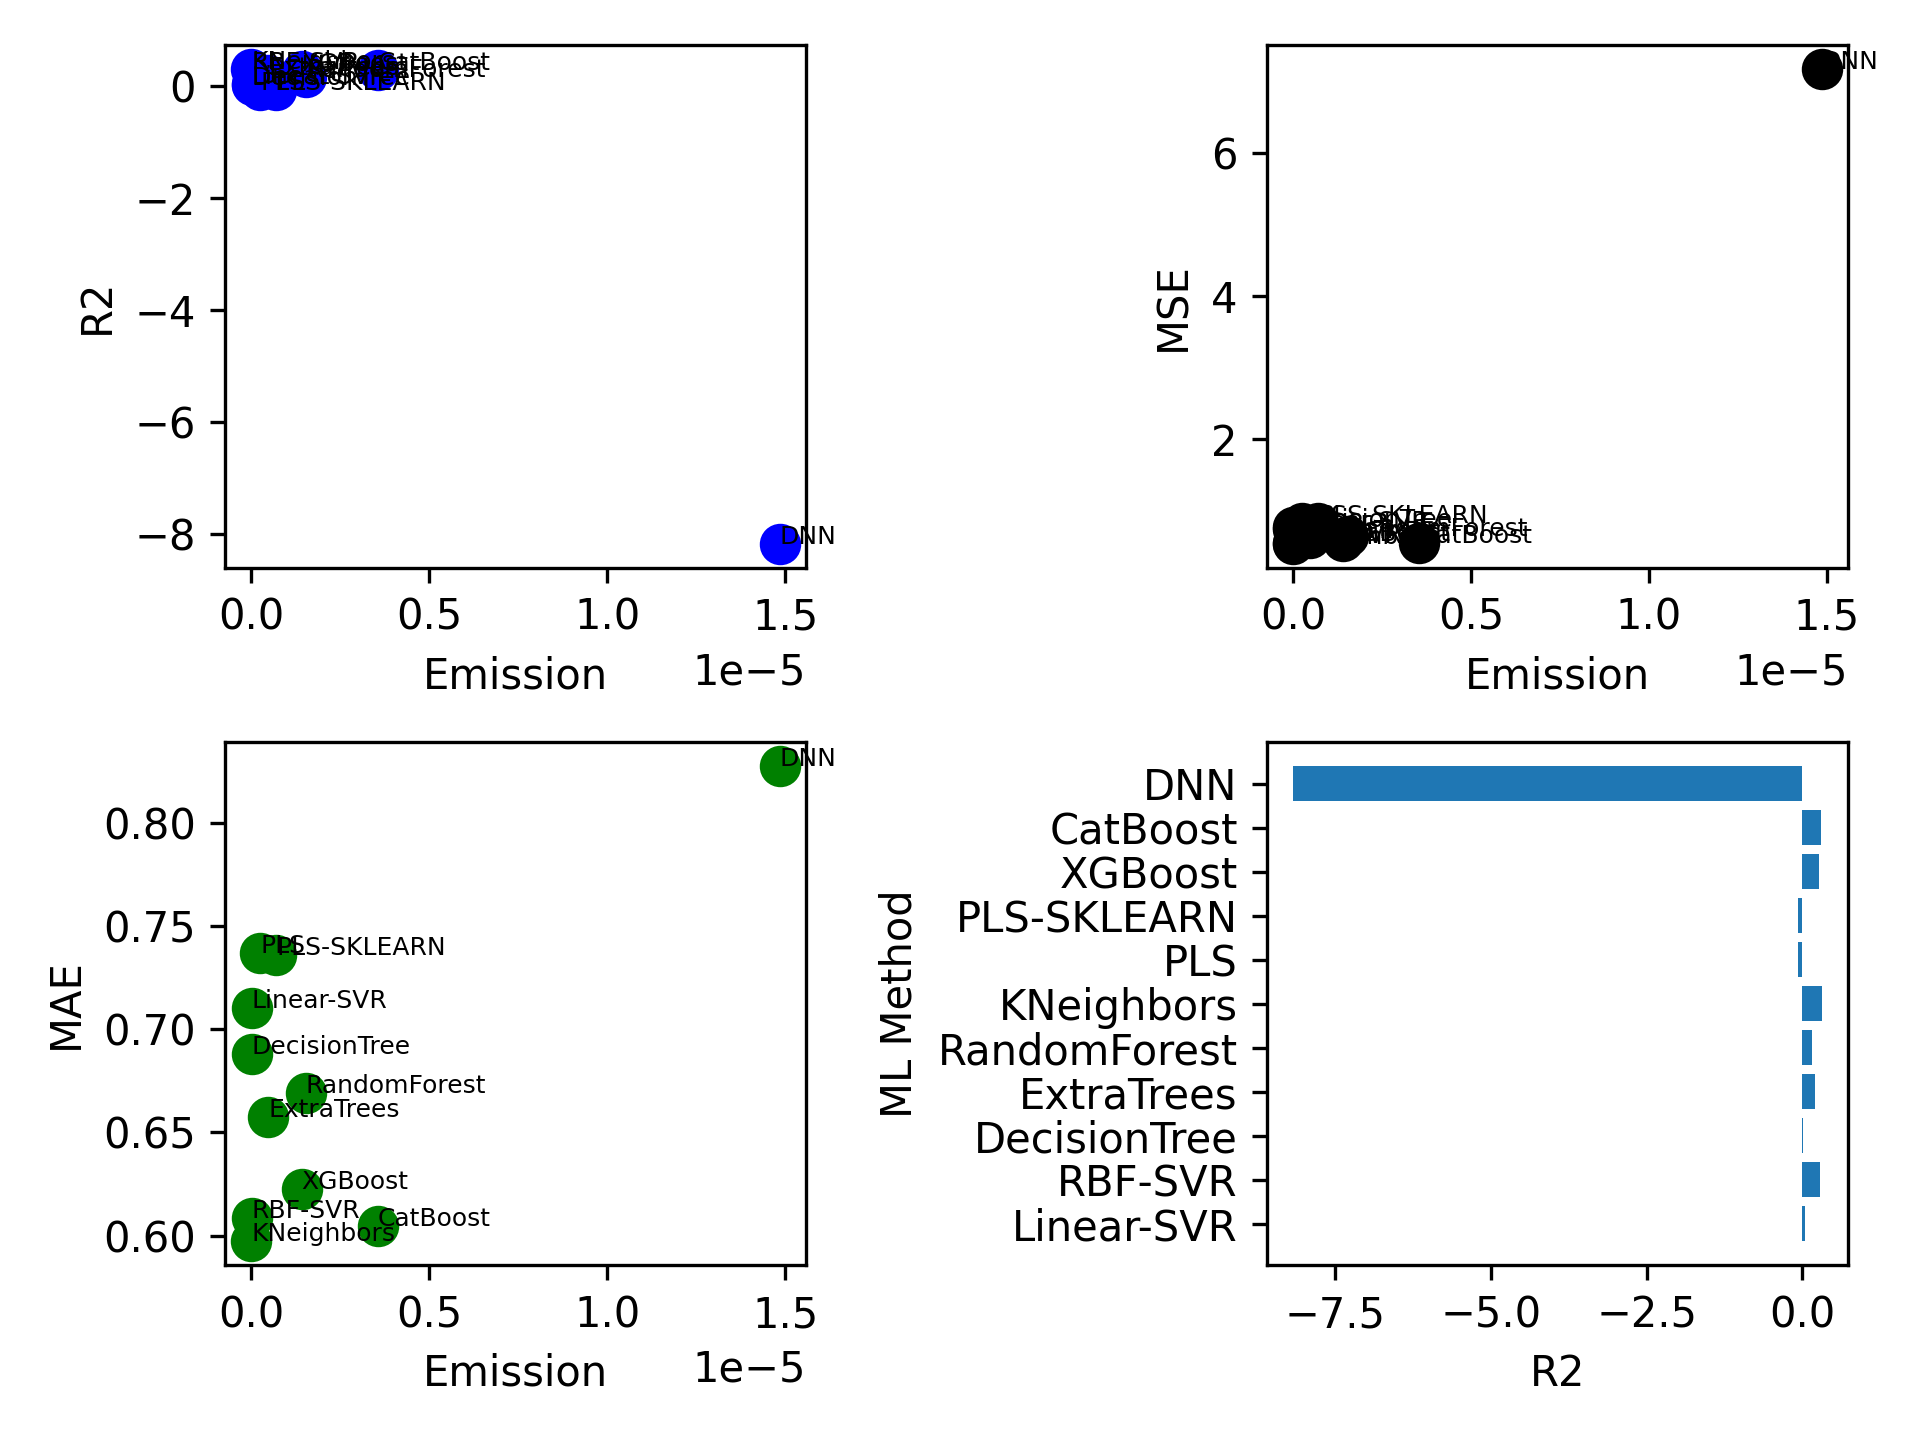 CatBoost
PLS-SKLEARN
DNN
0
−2
−4
−6
−8
R2
0.0 0.5 1.0 1.5
Emission 1e−5
DNN
6
4
2
MSE
0.0 0.5 1.0 1.5
Emission 1e−5
DNN
PLS
PLS-SKLEARN
Linear-SVR
DecisionTree
RandomForest
ExtraTrees
XGBoost
RBF-SVR
CatBoost
KNeighbors
0.80
0.75
0.70
0.65
0.60
MAE
0.0 0.5 1.0 1.5
Emission 1e−5
DNN
CatBoost
XGBoost
PLS-SKLEARN
PLS
KNeighbors
RandomForest
ExtraTrees
DecisionTree
RBF-SVR
Linear-SVR
ML Method
−7.5 −5.0 −2.5 0.0
R2